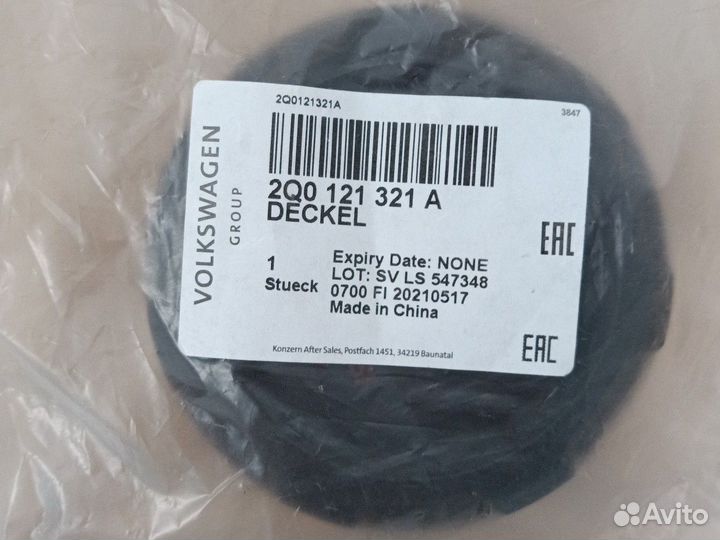 2Q0121321A
3847
VOLKSWAGEN
GROUP
2Q0 121 321 A
DECKEL
EAC
1
Stueck
Expiry Date: NONE
LOT: SV LS 547348
0700 FI 20210517
Made in China
Konzern After Sales, Postfach 1451, 34219 Baunatal
EAC
Avito